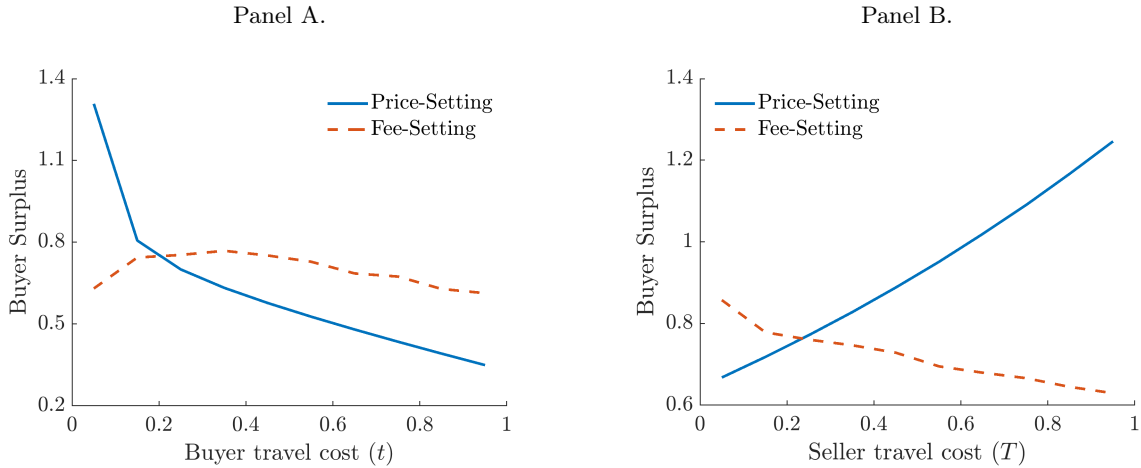 Panel A.
1.4
1.1
0.8
0.5
0.2
Buyer Surplus
Price-Setting
Fee-Setting
0
0.2
0.4
0.6
0.8
1
Buyer travel cost (t)
Panel B.
1.4
1.2
1
0.8
0.6
Buyer Surplus
Price-Setting
Fee-Setting
0
0.2
0.4
0.6
0.8
1
Seller travel cost (T)